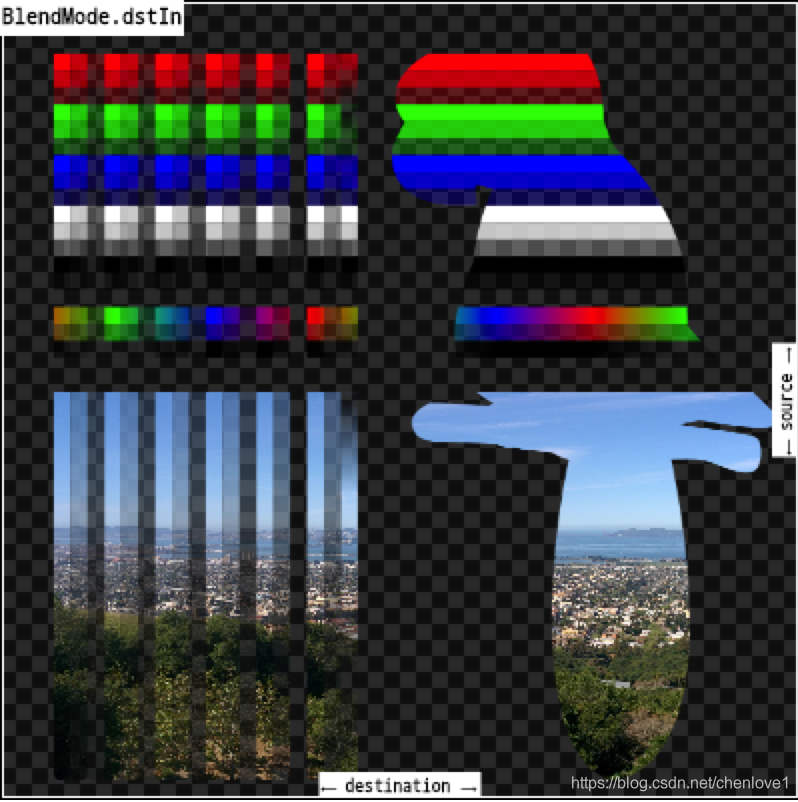 BlendMode.dstIn
← source →
← destination →
https://blog.csdn.net/chenlove1